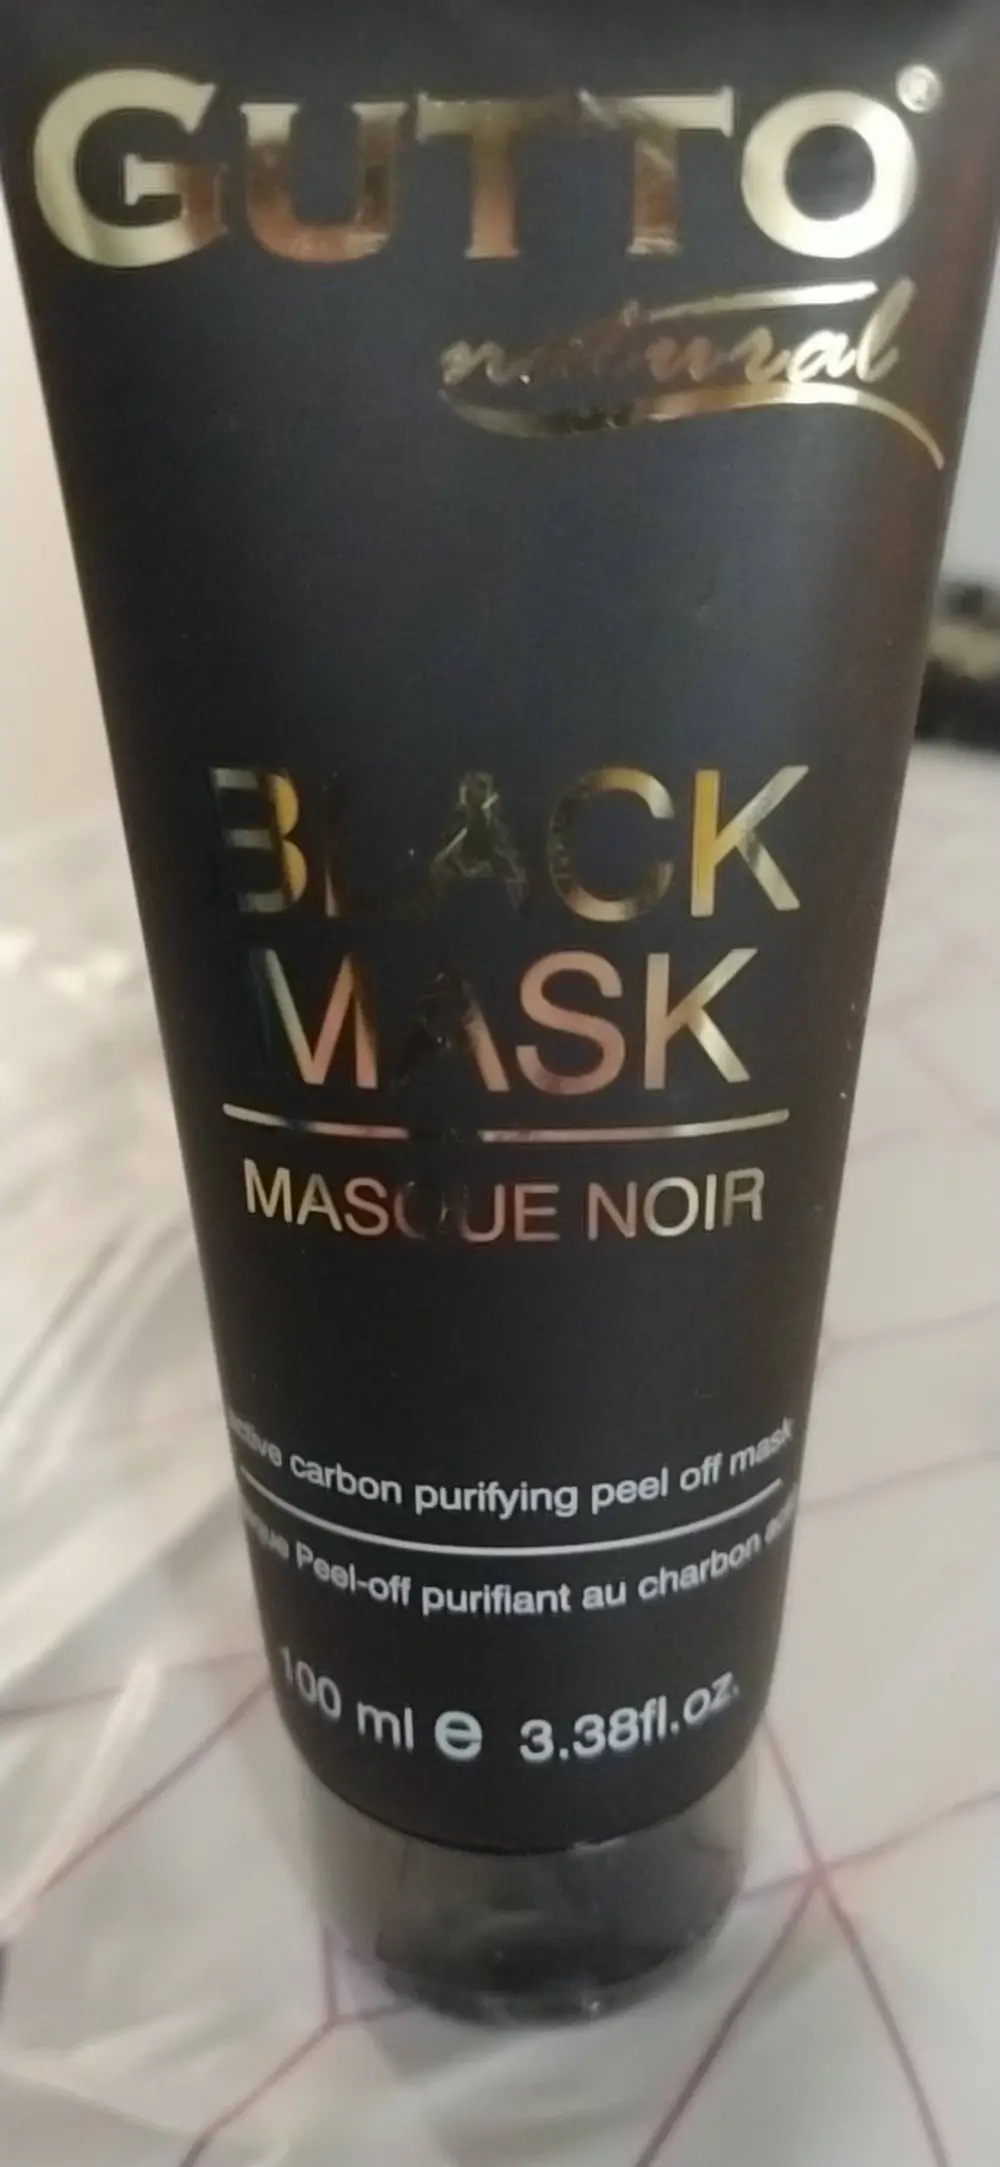 GUTTO®
natural
BLACK
MASK
MASQUE NOIR
active carbon purifying peel off mask
Peel-off purifiant au charbon
100 ml e 3.38fl.oz.